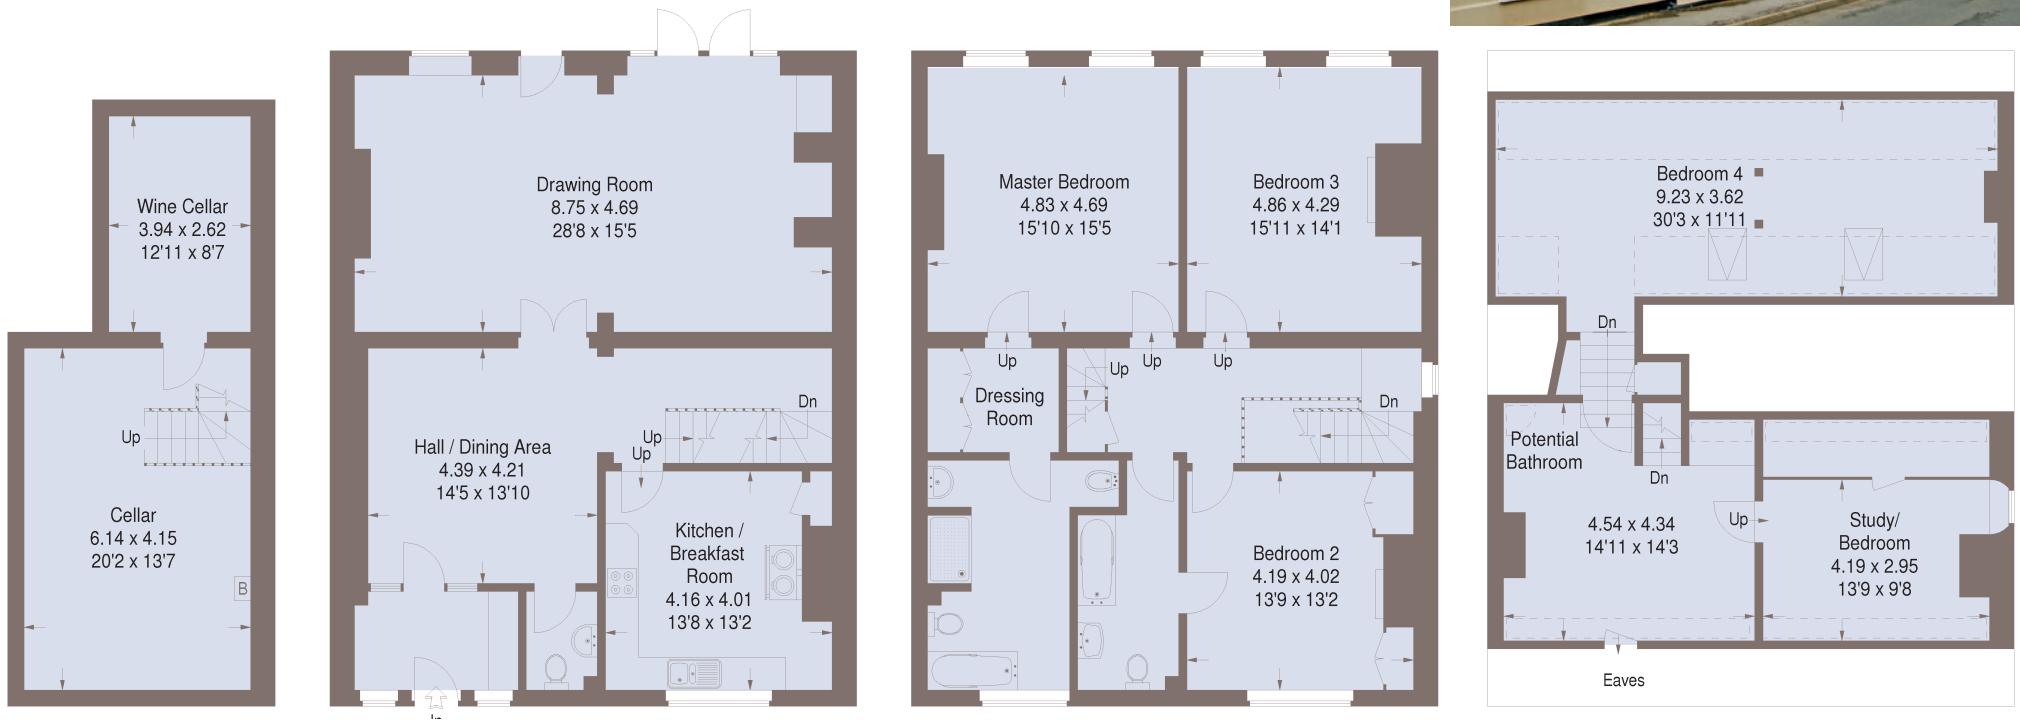 Wine Cellar
3.94 x 2.62
12'11 x 8'7
Up
Cellar
6.14 x 4.15
20'2 x 13'7
B
Drawing Room
8.75 x 4.69
28'8 x 15'5
Dn
Up
Up
Hall / Dining Area
4.39 x 4.21
14'5 x 13'10
Kitchen /
Breakfast
Room
4.16 x 4.01
13'8 x 13'2
In
Master Bedroom
4.83 x 4.69
15'10 x 15'5
Bedroom 3
4.86 x 4.29
15'11 x 14'1
Up
Up
Up
Up
Dressing
Room
Dn
Bedroom 2
4.19 x 4.02
13'9 x 13'2
Bedroom 4
9.23 x 3.62
30'3 x 11'11
Dn
Potential
Bathroom
Dn
4.54 x 4.34
14'11 x 14'3
Up
Study/
Bedroom
4.19 x 2.95
13'9 x 9'8
Eaves